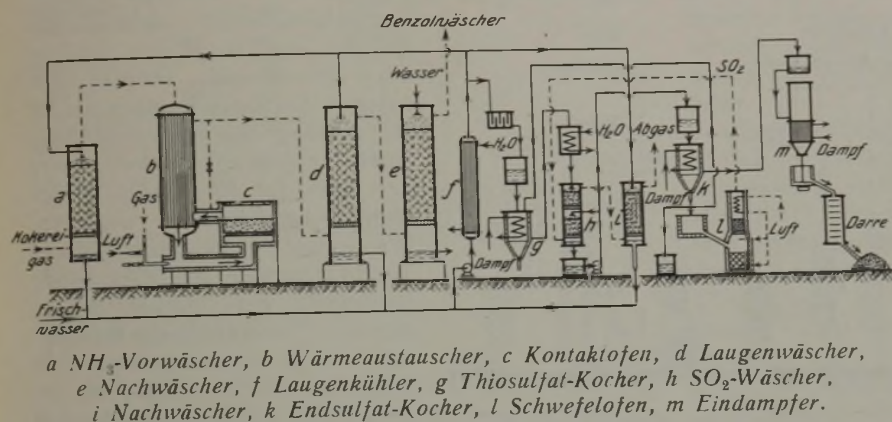 Benzolwäscher
SO₂
Wasser
H₂O
H₂O
Abgas
a
b
c
d
e
f
g
h
i
k
l
m
Gas
Dampf
Dampf
Dampf
Luft
Darre
Kokerei-
gas
Luft
Frisch-
wasser
a NH₃-Vorwäscher, b Wärmeaustauscher, c Kontaktofen, d Laugenwäscher,
e Nachwäscher, f Laugenkühler, g Thiosulfat-Kocher, h SO₂-Wäscher,
i Nachwäscher, k Endsulfat-Kocher, l Schwefelofen, m Eindampfer.